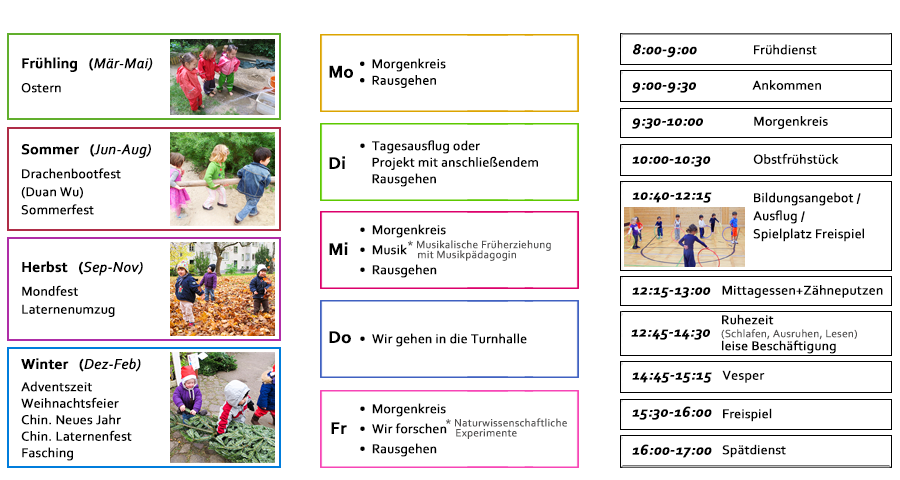 Frühling (Mär-Mai)
Ostern
Sommer (Jun-Aug)
Drachenbootfest
(Duan Wu)
Sommerfest
Herbst (Sep-Nov)
Mondfest
Laternenumzug
Winter (Dez-Feb)
Adventszeit
Weihnachtsfeier
Chin. Neues Jahr
Chin. Laternenfest
Fasching
Mo
• Morgenkreis
• Rausgehen
Di
• Tagesausflug oder
Projekt mit anschließendem
Rausgehen
Mi
• Morgenkreis
• Musik * Musikalische Früherziehung
mit Musikpädagogin
• Rausgehen
Do • Wir gehen in die Turnhalle
Fr
• Morgenkreis
• Wir forschen * Naturwissenschaftliche
Experimente
• Rausgehen
8:00-9:00 Frühdienst
9:00-9:30 Ankommen
9:30-10:00 Morgenkreis
10:00-10:30 Obstfrühstück
10:40-12:15 Bildungsangebot /
Ausflug /
Spielplatz Freispiel
12:15-13:00 Mittagessen+Zähneputzen
12:45-14:30 Ruhezeit
(Schlafen, Ausruhen, Lesen)
leise Beschäftigung
14:45-15:15 Vesper
15:30-16:00 Freispiel
16:00-17:00 Spätdienst